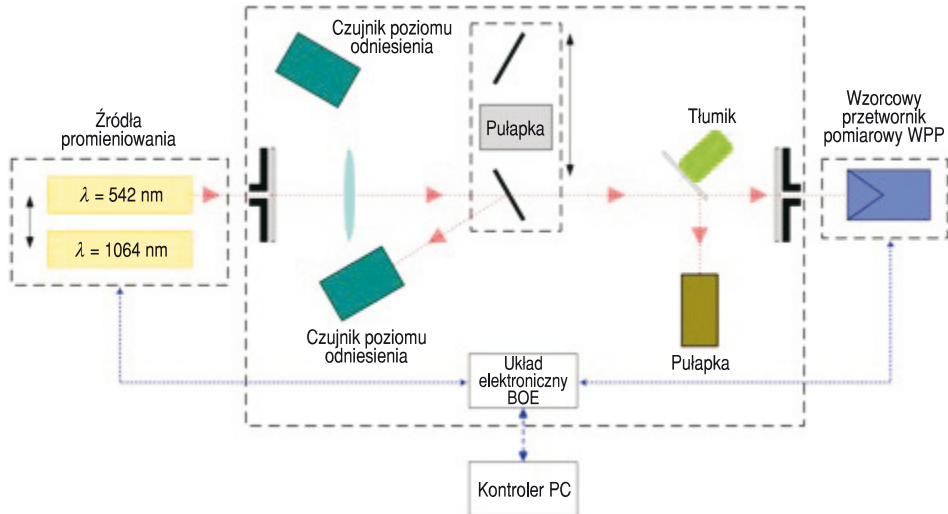 Źródła
promieniowania
λ = 542 nm
λ = 1064 nm
Czujnik poziomu
odniesienia
Pułapka
Tłumik
Wzorcowy
przetwornik
pomiarowy WPP
Czujnik poziomu
odniesienia
Pułapka
Układ
elektroniczny
BOE
Kontroler PC